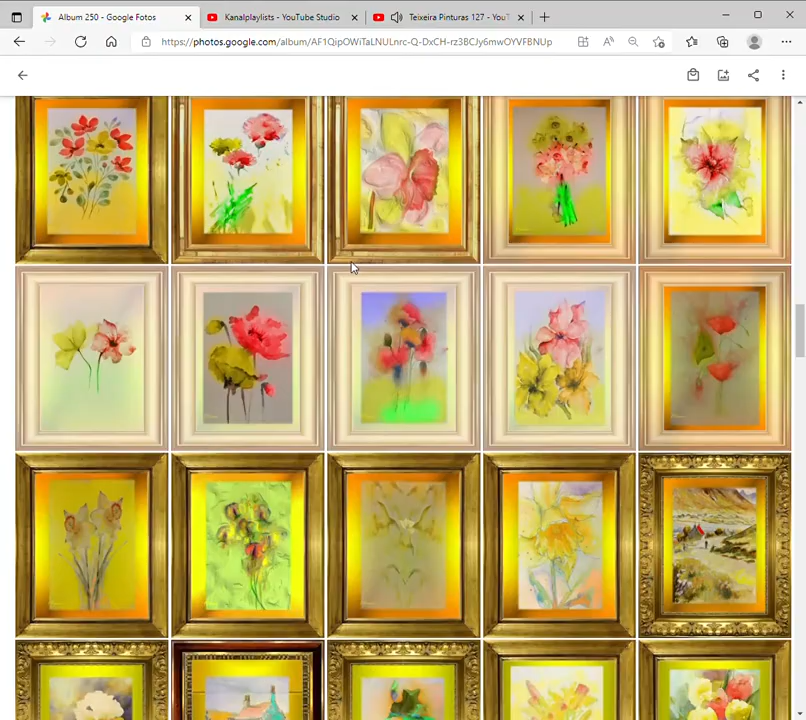 Album 250 - Google Fotos
Kanalplaylists - YouTube Studio
Teixeira Pinturas 127 - YouT
https://photos.google.com/album/AF1QipOWiTaLNULnrc-Q-DxCH-rz3BCJy6mwOYVFBNUp